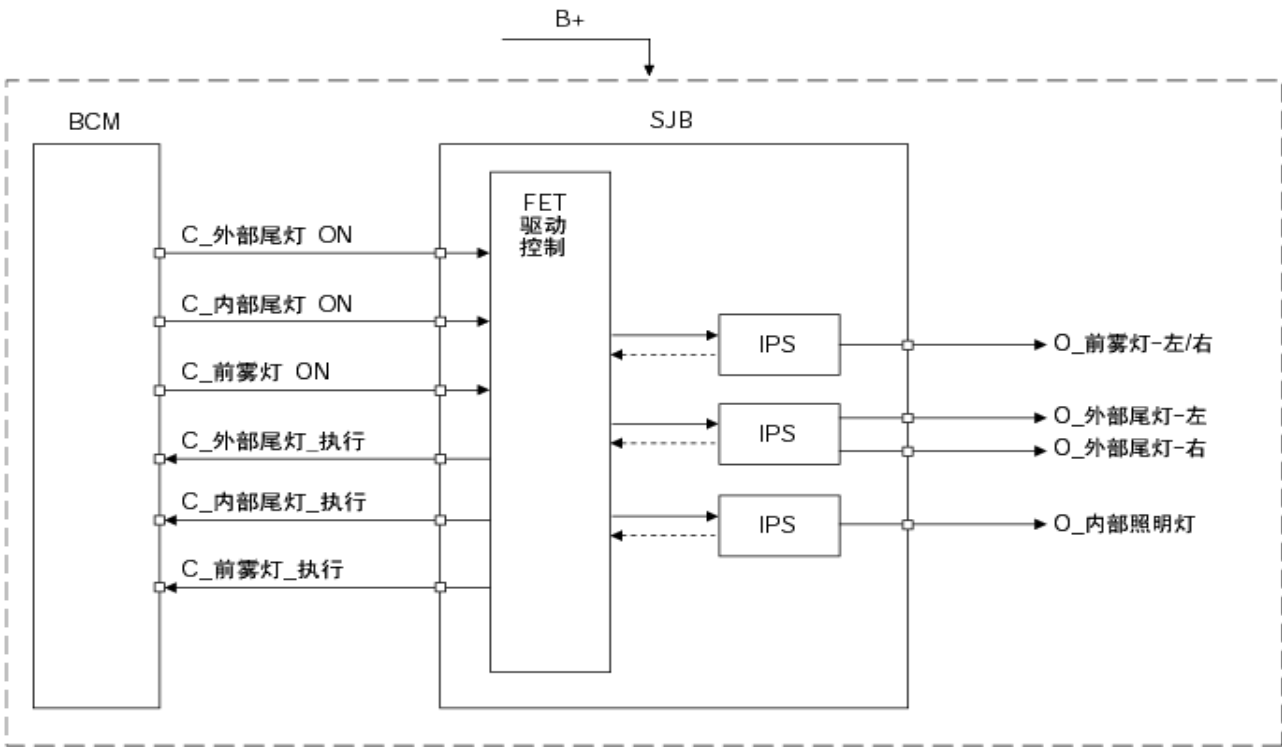 B+
BCM
SJB
FET
驱动
控制
C_外部尾灯 ON
C_内部尾灯 ON
C_前雾灯 ON
C_外部尾灯_执行
C_内部尾灯_执行
C_前雾灯_执行
IPS
O_前雾灯-左/右
IPS
O_外部尾灯-左
O_外部尾灯-右
IPS
O_内部照明灯